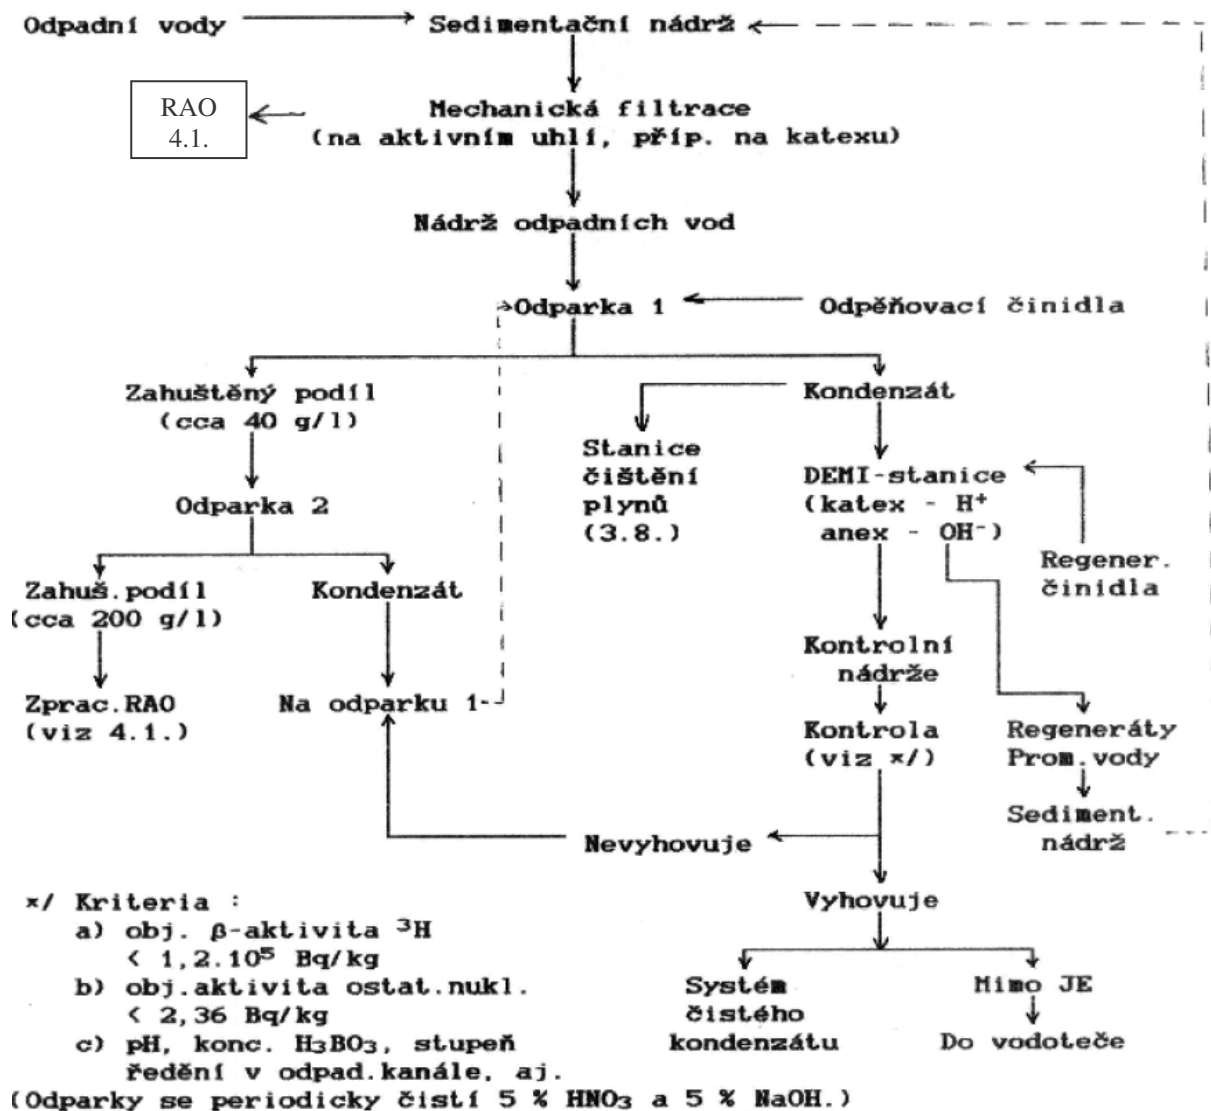 Odpadní vody
Sedimentační nádrž
RAO
4.1.
Mechanická filtrace
(na aktivním uhlí, příp. na katexu)
Nádrž odpadních vod
Odparka 1
Odpěňovací činidla
Zahuštěný podíl
(cca 40 g/l)
Kondenzát
Stanice
čištění
plynů
(3.8.)
DEMI-stanice
(katex - H⁺
anex - OH⁻)
Odparka 2
Regener.
činidla
Zahuš.podíl
(cca 200 g/l)
Kondenzát
Kontrolní
nádrže
Zprac.RAO
(viz 4.1.)
Na odparku 1
Kontrola
(viz ×/)
Regeneráty
Prom.vody
Sediment.
nádrž
Nevyhovuje
Vyhovuje
×/ Kriteria :
a) obj. β-aktivita ³H
< 1,2.10⁵ Bq/kg
b) obj.aktivita ostat.nukl.
< 2,36 Bq/kg
c) pH, konc. H₃BO₃, stupeň
ředění v odpad.kanále, aj.
Systém
čistého
kondenzátu
Mimo JE
Do vodoteče
(Odparky se periodicky čistí 5 % HNO₃ a 5 % NaOH.)